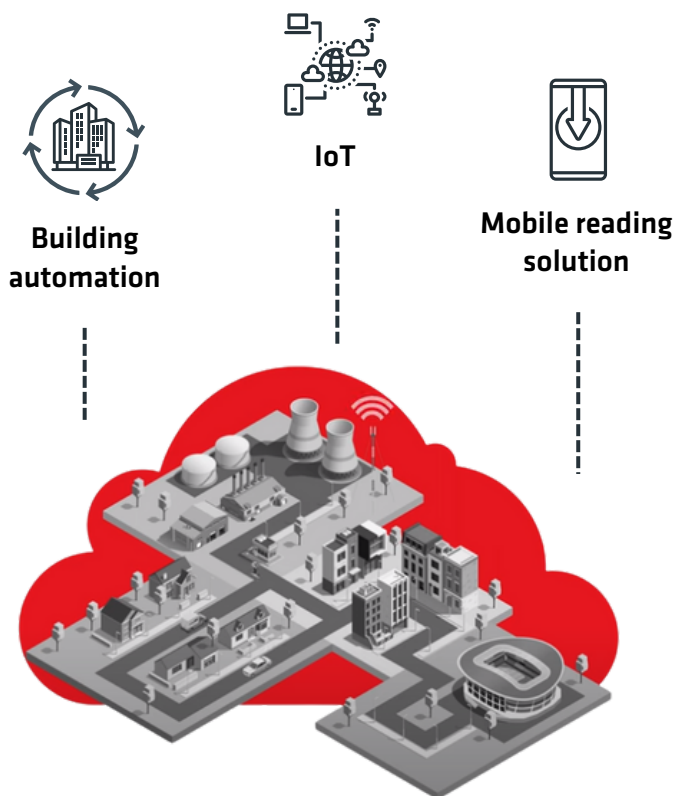 IoT
Building
automation
Mobile reading
solution